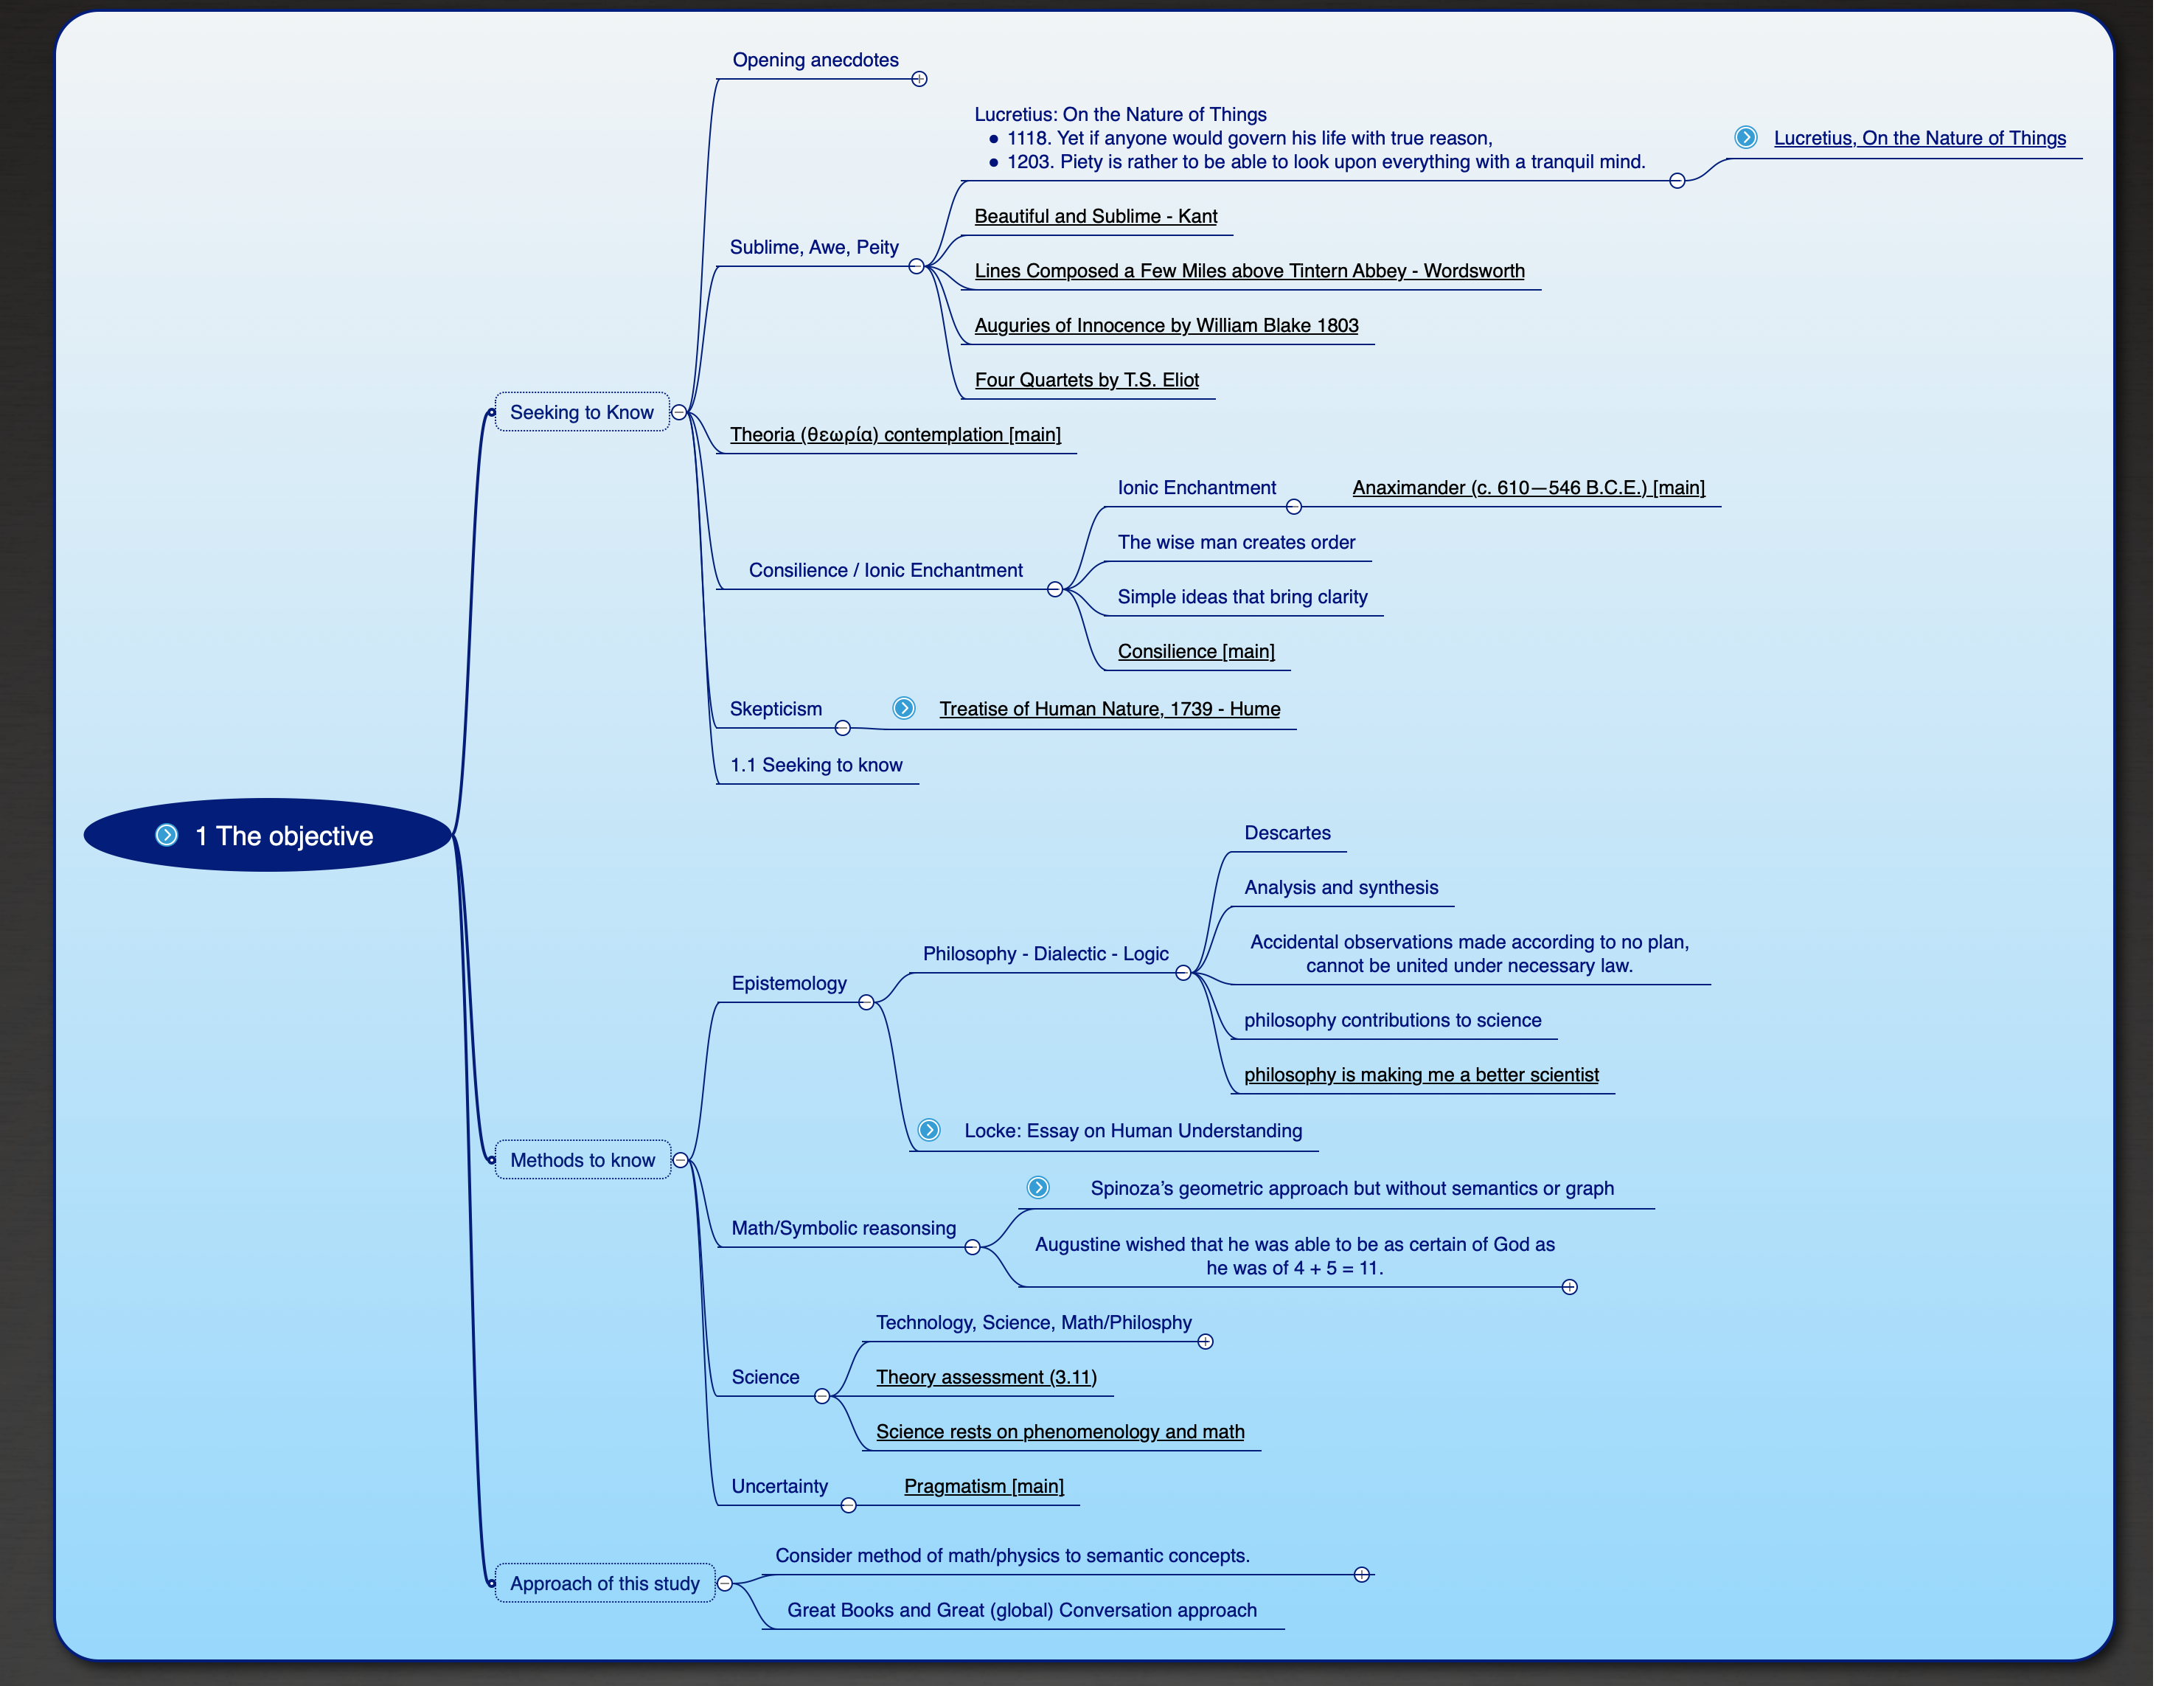 Opening anecdotes
Lucretius: On the Nature of Things
• 1118. Yet if anyone would govern his life with true reason,
• 1203. Piety is rather to be able to look upon everything with a tranquil mind.
Lucretius, On the Nature of Things
Sublime, Awe, Peity
Beautiful and Sublime - Kant
Lines Composed a Few Miles above Tintern Abbey - Wordsworth
Auguries of Innocence by William Blake 1803
Four Quartets by T.S. Eliot
Seeking to Know
Theoria (θεωρία) contemplation [main]
Consilience / Ionic Enchantment
Ionic Enchantment
Anaximander (c. 610—546 B.C.E.) [main]
The wise man creates order
Simple ideas that bring clarity
Consilience [main]
Skepticism
Treatise of Human Nature, 1739 - Hume
1.1 Seeking to know
1 The objective
Methods to know
Epistemology
Philosophy - Dialectic - Logic
Descartes
Analysis and synthesis
Accidental observations made according to no plan,
cannot be united under necessary law.
philosophy contributions to science
philosophy is making me a better scientist
Locke: Essay on Human Understanding
Math/Symbolic reasonsing
Spinoza’s geometric approach but without semantics or graph
Augustine wished that he was able to be as certain of God as
he was of 4 + 5 = 11.
Science
Technology, Science, Math/Philosphy
Theory assessment (3.11)
Science rests on phenomenology and math
Uncertainty
Pragmatism [main]
Approach of this study
Consider method of math/physics to semantic concepts.
Great Books and Great (global) Conversation approach